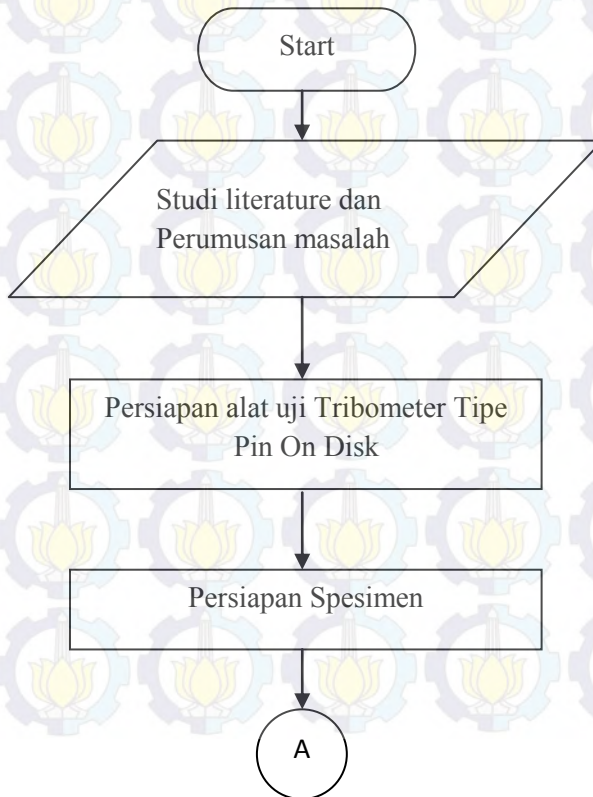 Start
Studi literature dan
Perumusan masalah
Persiapan alat uji Tribometer Tipe
Pin On Disk
Persiapan Spesimen
A